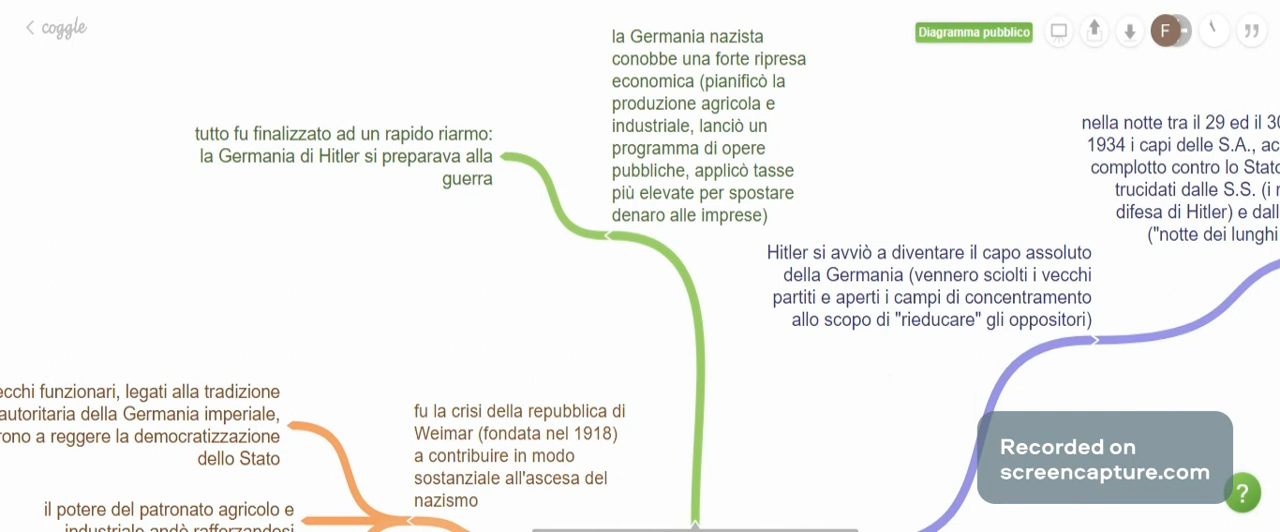 coggle
Diagramma pubblico
F
la Germania nazista
conobbe una forte ripresa
economica (pianificò la
produzione agricola e
industriale, lanciò un
programma di opere
pubbliche, applicò tasse
più elevate per spostare
denaro alle imprese)
tutto fu finalizzato ad un rapido riarmo:
la Germania di Hitler si preparava alla
guerra
nella notte tra il 29 ed il
1934 i capi delle S.A.,
complotto contro lo
trucidati dalle S.S. (i
difesa di Hitler) e
("notte dei lunghi
Hitler si avviò a diventare il capo assoluto
della Germania (vennero sciolti i vecchi
partiti e aperti i campi di concentramento
allo scopo di "rieducare" gli oppositori)
funzionari, legati alla tradizione
autoritaria della Germania imperiale,
a reggere la democratizzazione
dello Stato
il potere del patronato agricolo e
industriale andò rafforzandosi
fu la crisi della repubblica di
Weimar (fondata nel 1918)
a contribuire in modo
sostanziale all'ascesa del
nazismo
Recorded on
screencapture.com
?